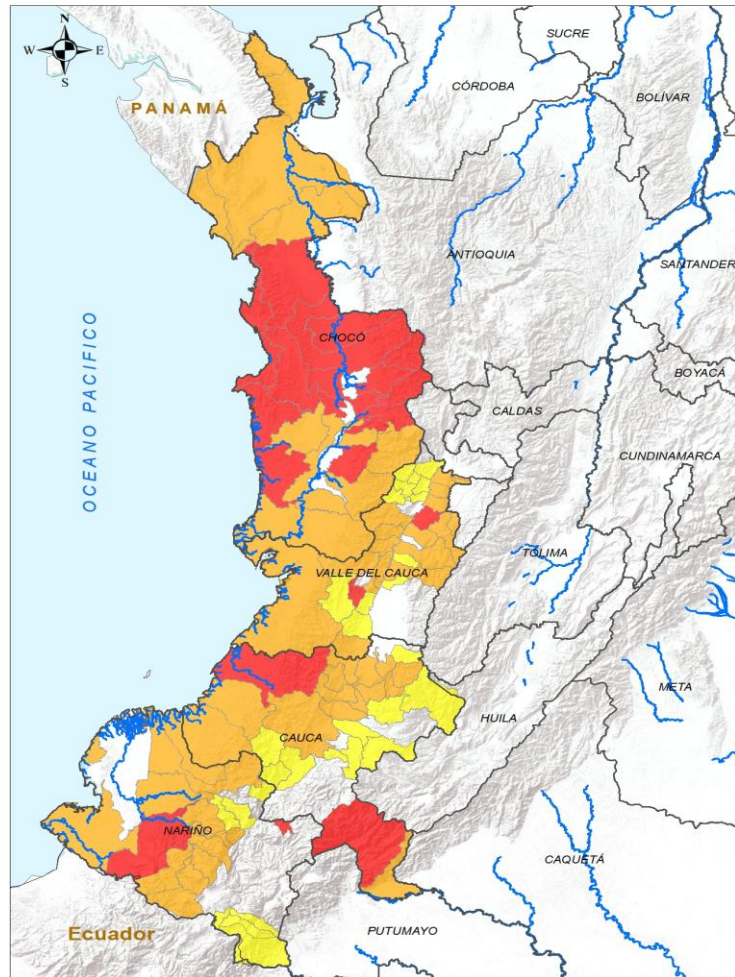 SUCRE
N
W E
S
CÓRDOBA
BOLÍVAR
PANAMÁ
ANTIOQUIA
SANTANDER
OCEANO PACIFICO
CHOCÓ
BOYACÁ
CALDAS
CUNDINAMARCA
TOLIMA
VALLE DEL CAUCA
META
HUILA
CAUCA
NARIÑO
CAQUETÁ
Ecuador
PUTUMAYO